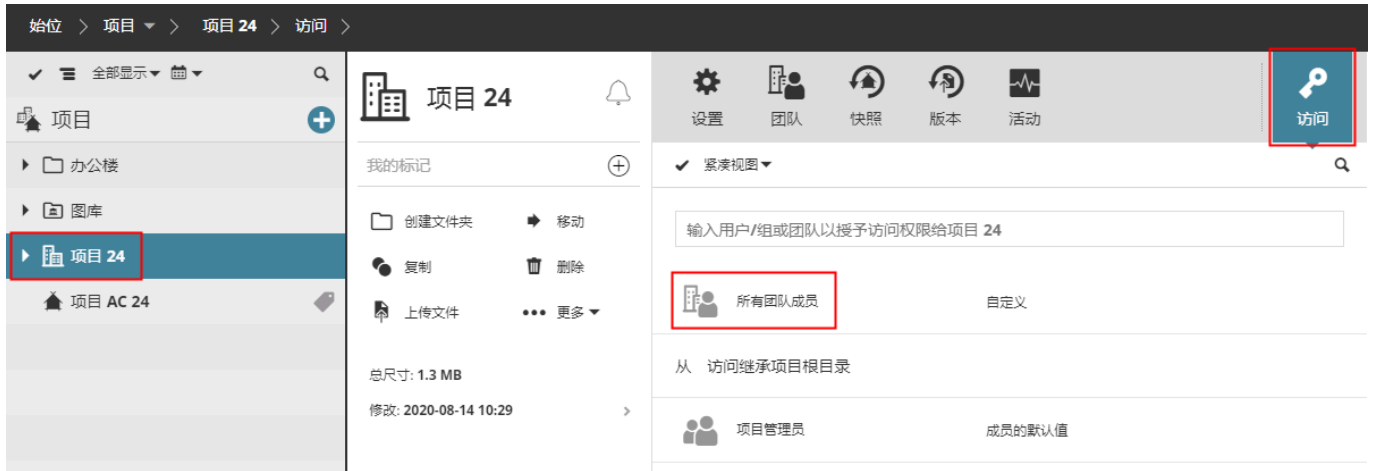 始位 > 项目 > 项目 24 > 访问 >
全部显示
项目
办公楼
图库
项目 24
项目 AC 24
项目 24
我的标记
创建文件夹 移动
复制 删除
上传文件 更多
总尺寸: 1.3 MB
修改: 2020-08-14 10:29
设置 团队 快照 版本 活动 访问
紧凑视图
输入用户/组或团队以授予访问权限给项目 24
所有团队成员 自定义
从 访问继承项目根目录
项目管理员 成员的默认值